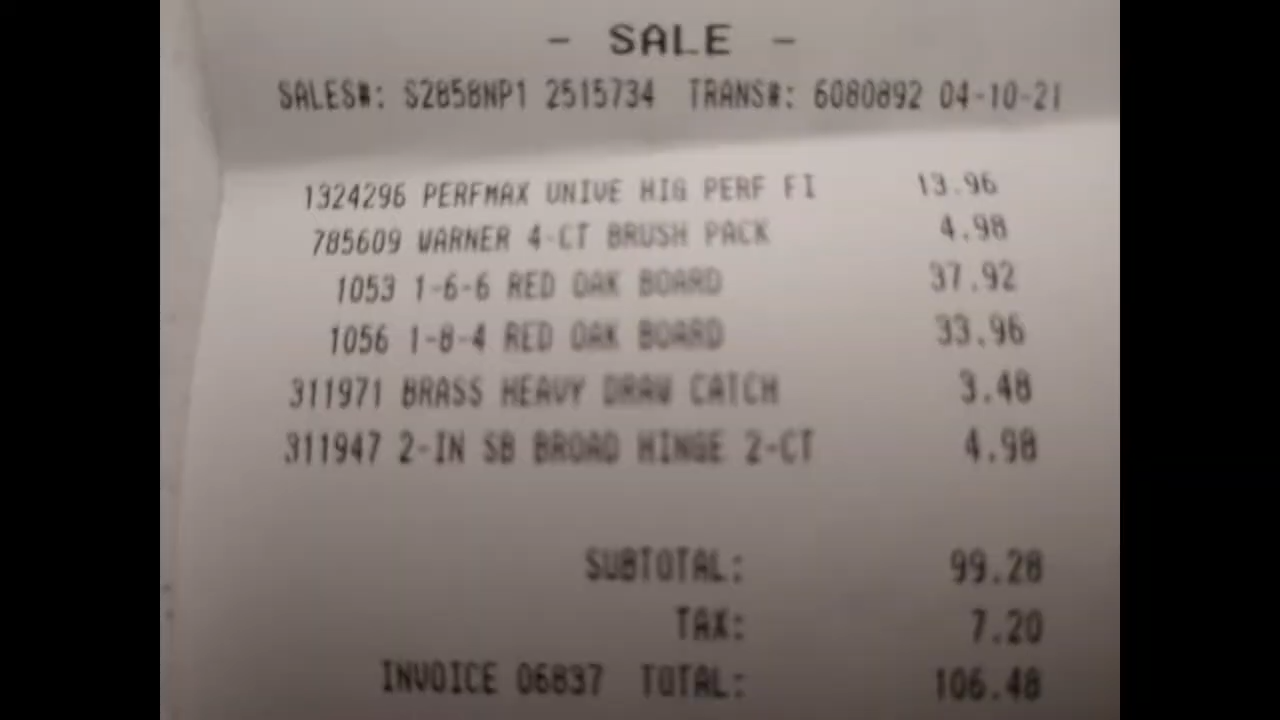 - SALE -
SALES#: S2858NP1 2515734 TRANS#: 6080892 04-10-21
1324296 PERFMAX UNIVE HIG PERF FI 13.96
785609 WARNER 4-CT BRUSH PACK 4.98
1053 1-6-6 RED OAK BOARD 37.92
1056 1-8-4 RED OAK BOARD 33.96
311971 BRASS HEAVY DRAW CATCH 3.48
311947 2-IN SB BROAD HINGE 2-CT 4.98
SUBTOTAL: 99.28
TAX: 7.20
INVOICE 06837 TOTAL: 106.48